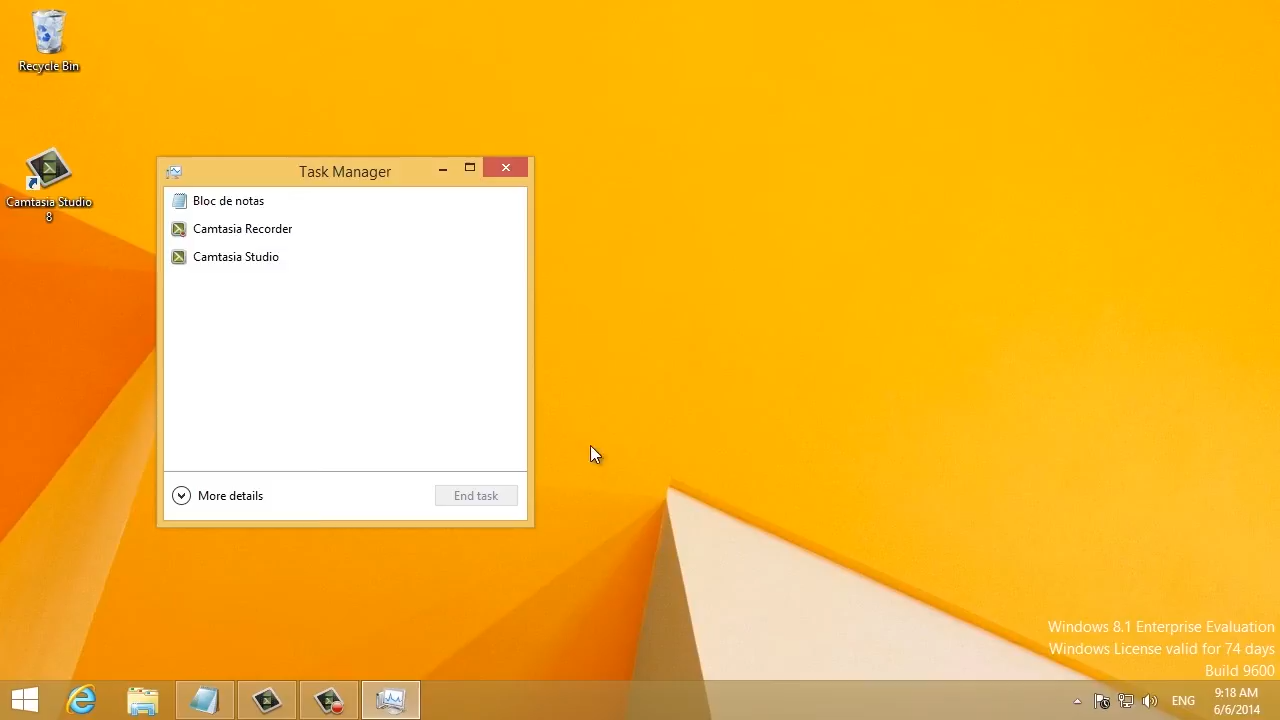 Recycle Bin
Camtasia Studio
8
Task Manager
Bloc de notas
Camtasia Recorder
Camtasia Studio
More details
End task
Windows 8.1 Enterprise Evaluation
Windows License valid for 74 days
Build 9600
ENG
9:18 AM
6/6/2014